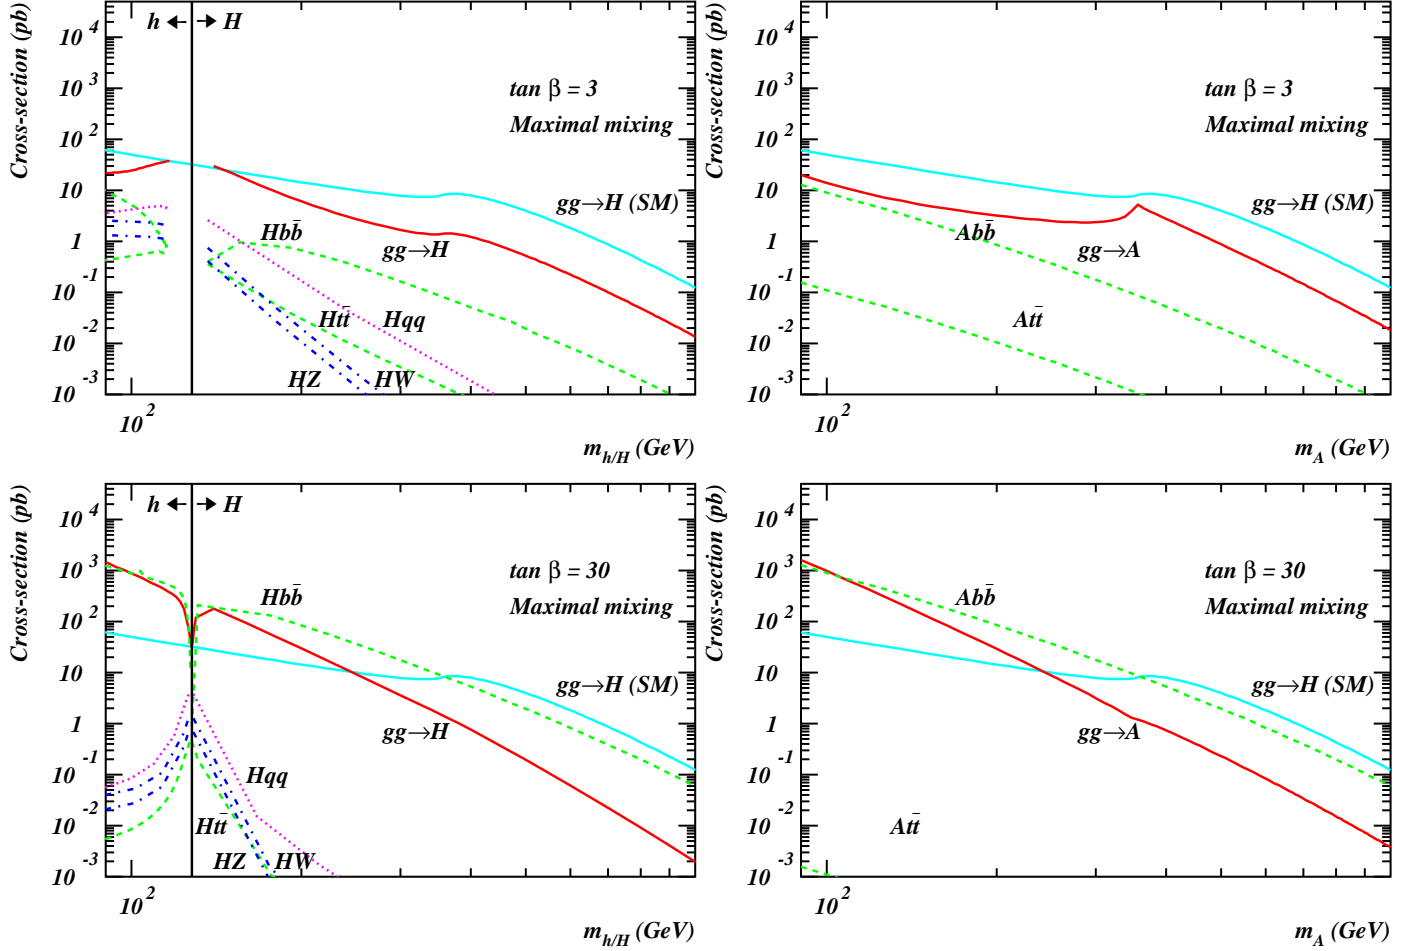 Cross-section (pb)
10^4
10^3
10^2
10
1
10^-1
10^-2
10^-3
h ← → H
tan β = 3
Maximal mixing
gg→H (SM)
Hbb̄
gg→H
Htt̄
Hqq
HZ
HW
10^2
m_h/H (GeV)
Cross-section (pb)
10^4
10^3
10^2
10
1
10^-1
10^-2
10^-3
tan β = 3
Maximal mixing
gg→H (SM)
Abb̄
gg→A
Att̄
10^2
m_A (GeV)
Cross-section (pb)
10^4
10^3
10^2
10
1
10^-1
10^-2
10^-3
h ← → H
tan β = 30
Maximal mixing
Hbb̄
gg→H (SM)
gg→H
Hqq
Htt̄
HZ
HW
10^2
m_h/H (GeV)
Cross-section (pb)
10^4
10^3
10^2
10
1
10^-1
10^-2
10^-3
tan β = 30
Maximal mixing
Abb̄
gg→H (SM)
gg→A
Att̄
10^2
m_A (GeV)